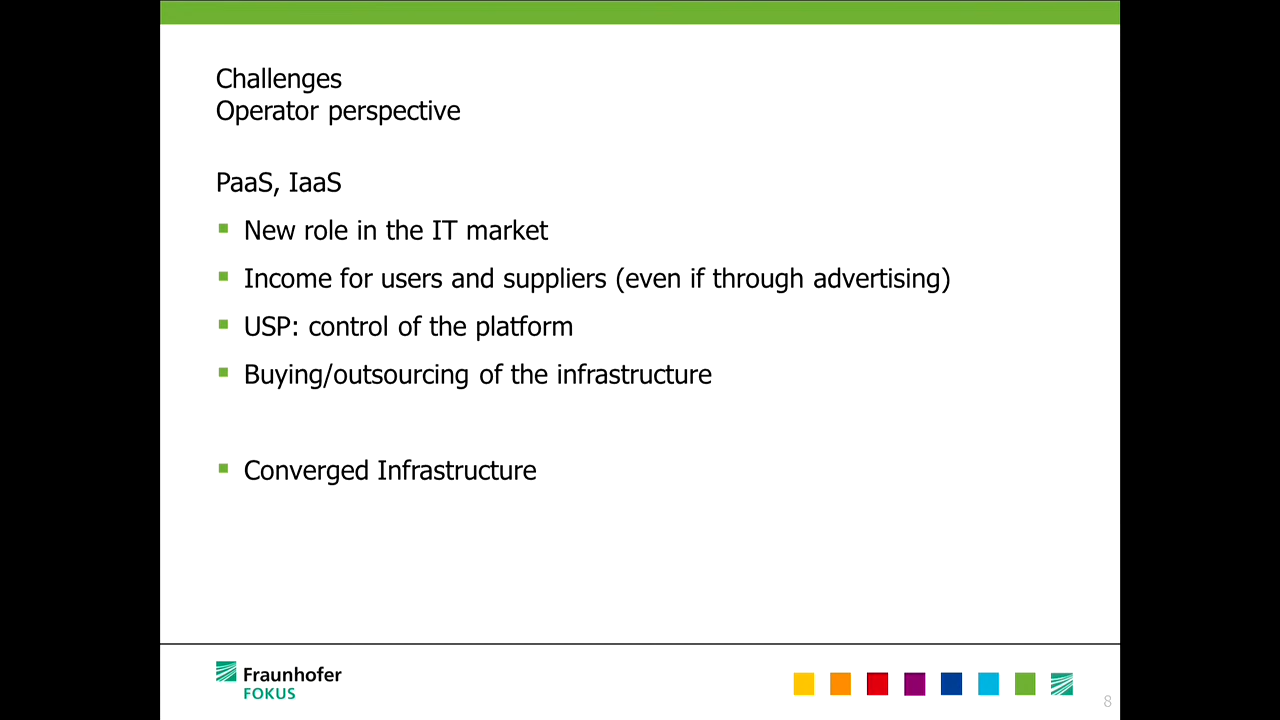 Challenges
Operator perspective
PaaS, IaaS
New role in the IT market
Income for users and suppliers (even if through advertising)
USP: control of the platform
Buying/outsourcing of the infrastructure
Converged Infrastructure
Fraunhofer
FOKUS
8